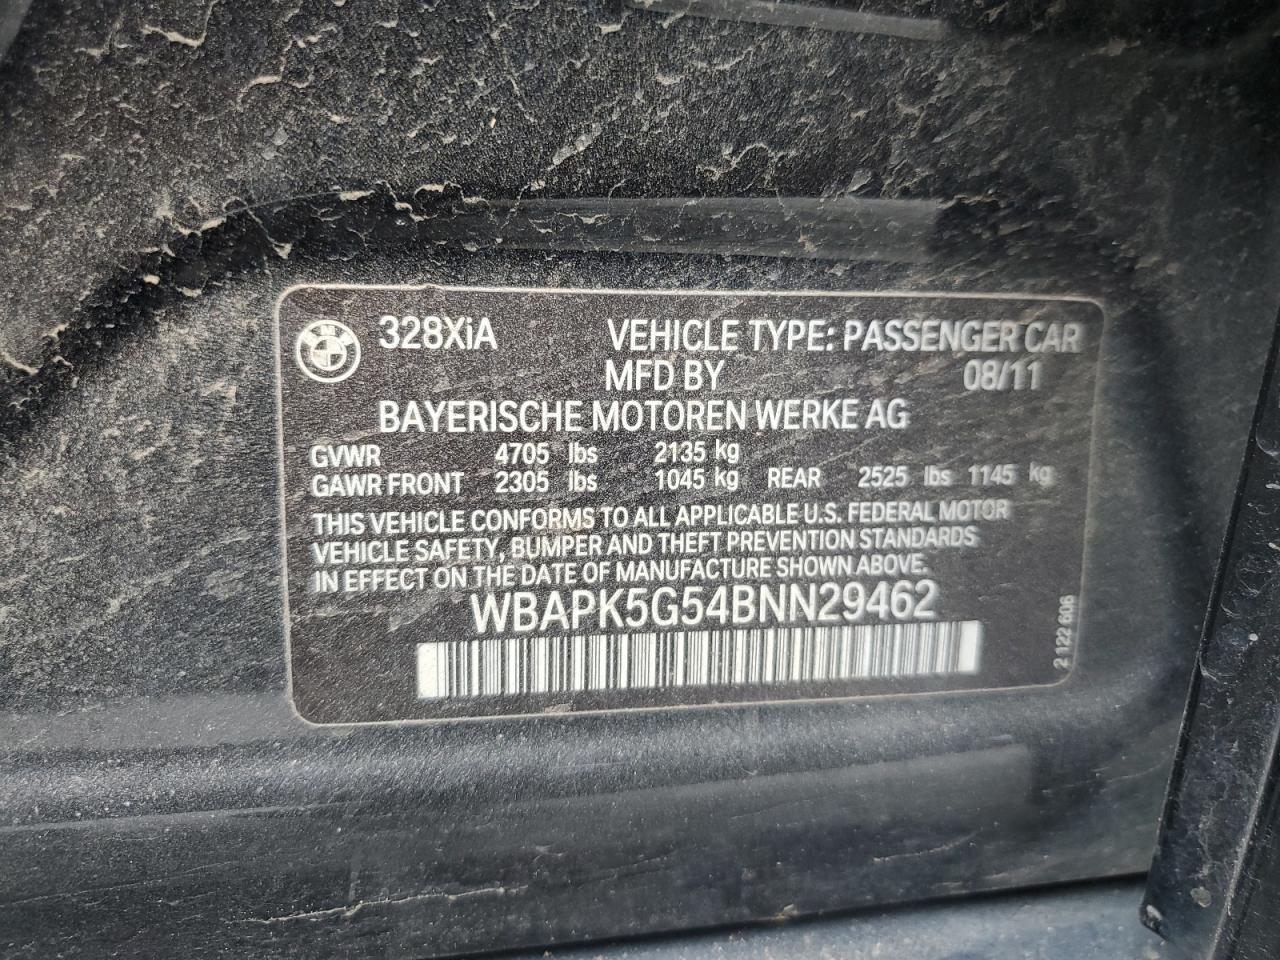 BMW 328XiA VEHICLE TYPE: PASSENGER CAR
MFD BY 08/11
BAYERISCHE MOTOREN WERKE AG
GVWR 4705 lbs 2135 kg
GAWR FRONT 2305 lbs 1045 kg REAR 2525 lbs 1145 kg
THIS VEHICLE CONFORMS TO ALL APPLICABLE U.S. FEDERAL MOTOR
VEHICLE SAFETY, BUMPER AND THEFT PREVENTION STANDARDS
IN EFFECT ON THE DATE OF MANUFACTURE SHOWN ABOVE.
WBAPK5G54BNN29462
2 122 606